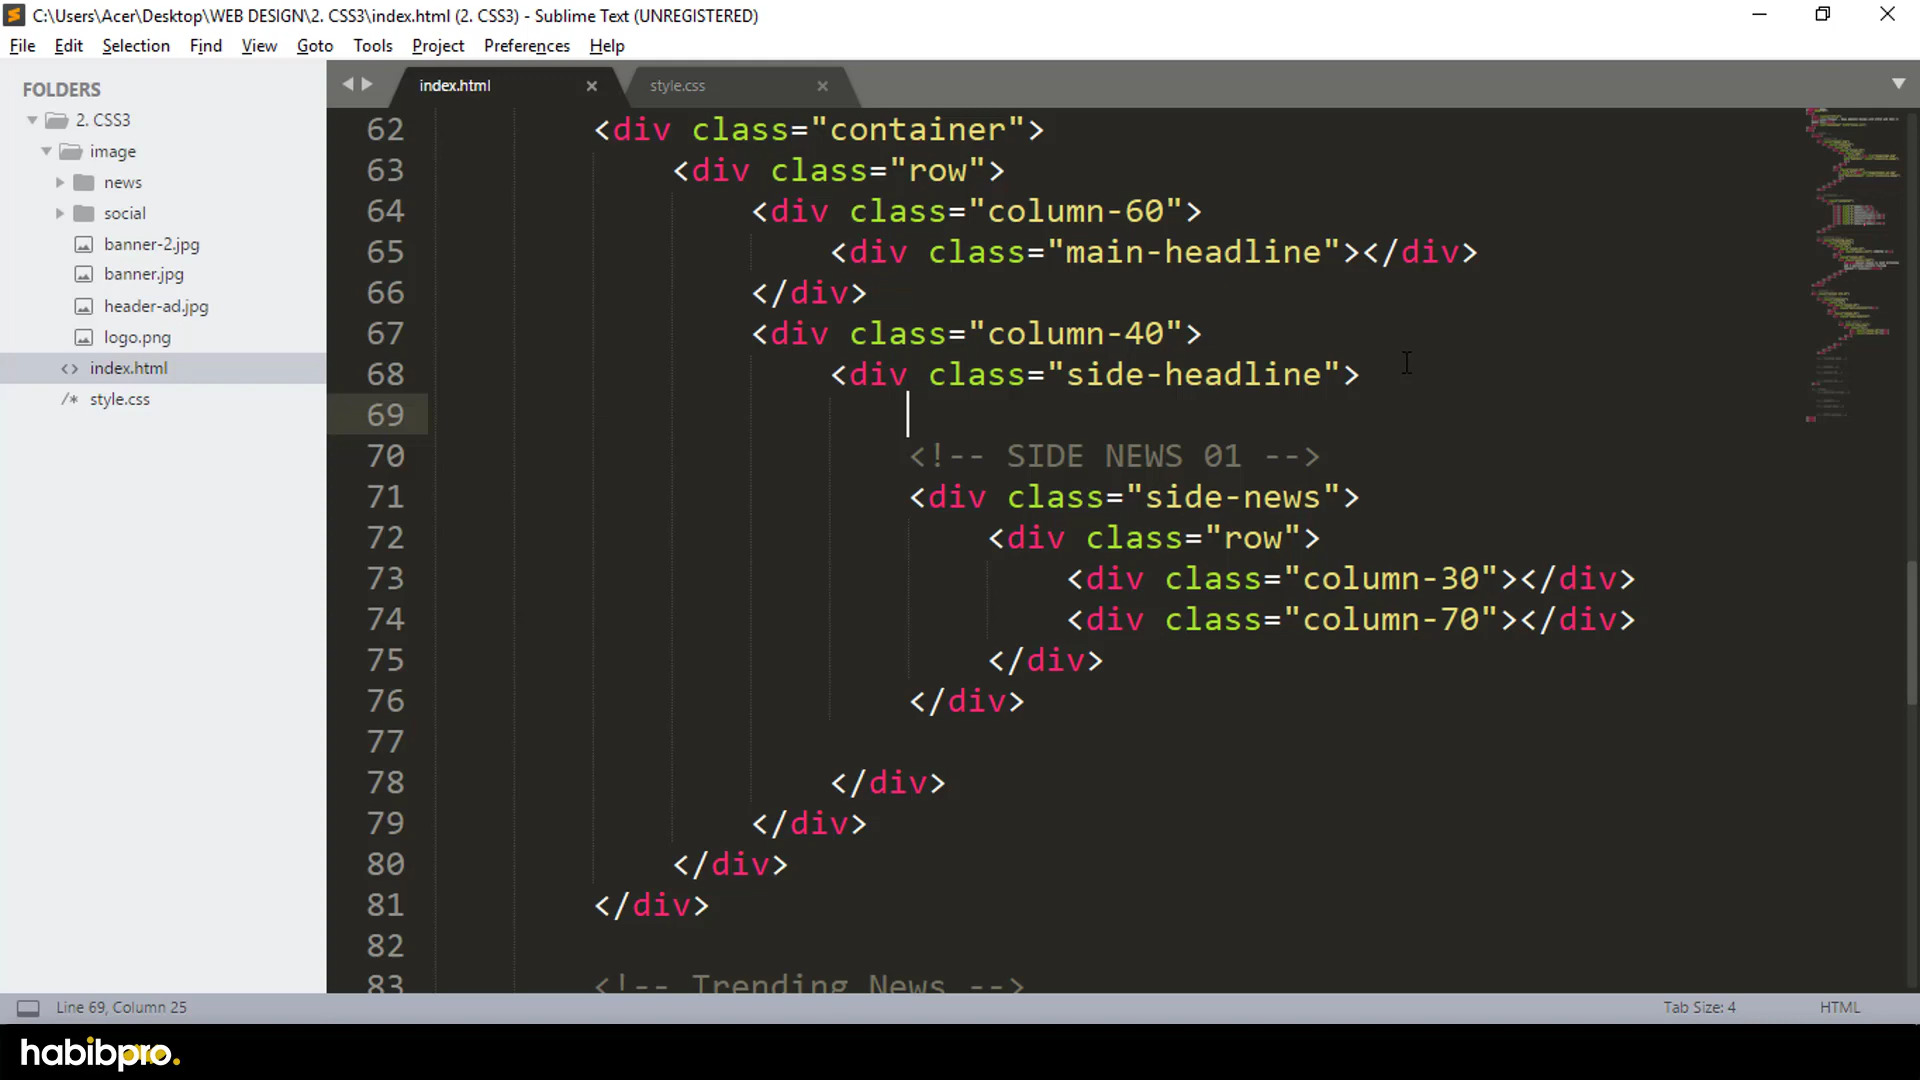 C:\Users\Acer\Desktop\WEB DESIGN\2. CSS3\index.html (2. CSS3) - Sublime Text (UNREGISTERED)
File Edit Selection Find View Goto Tools Project Preferences Help
FOLDERS
2. CSS3
image
news
social
banner-2.jpg
banner.jpg
header-ad.jpg
logo.png
<> index.html
/* style.css
index.html
style.css
62 <div class="container">
63 <div class="row">
64 <div class="column-60">
65 <div class="main-headline"></div>
66 </div>
67 <div class="column-40">
68 <div class="side-headline">
69
70 <!-- SIDE NEWS 01 -->
71 <div class="side-news">
72 <div class="row">
73 <div class="column-30"></div>
74 <div class="column-70"></div>
75 </div>
76 </div>
77
78 </div>
79 </div>
80 </div>
81 </div>
82
83 <!-- Trending News -->
Line 69, Column 25
Tab Size: 4
HTML
habibpro.